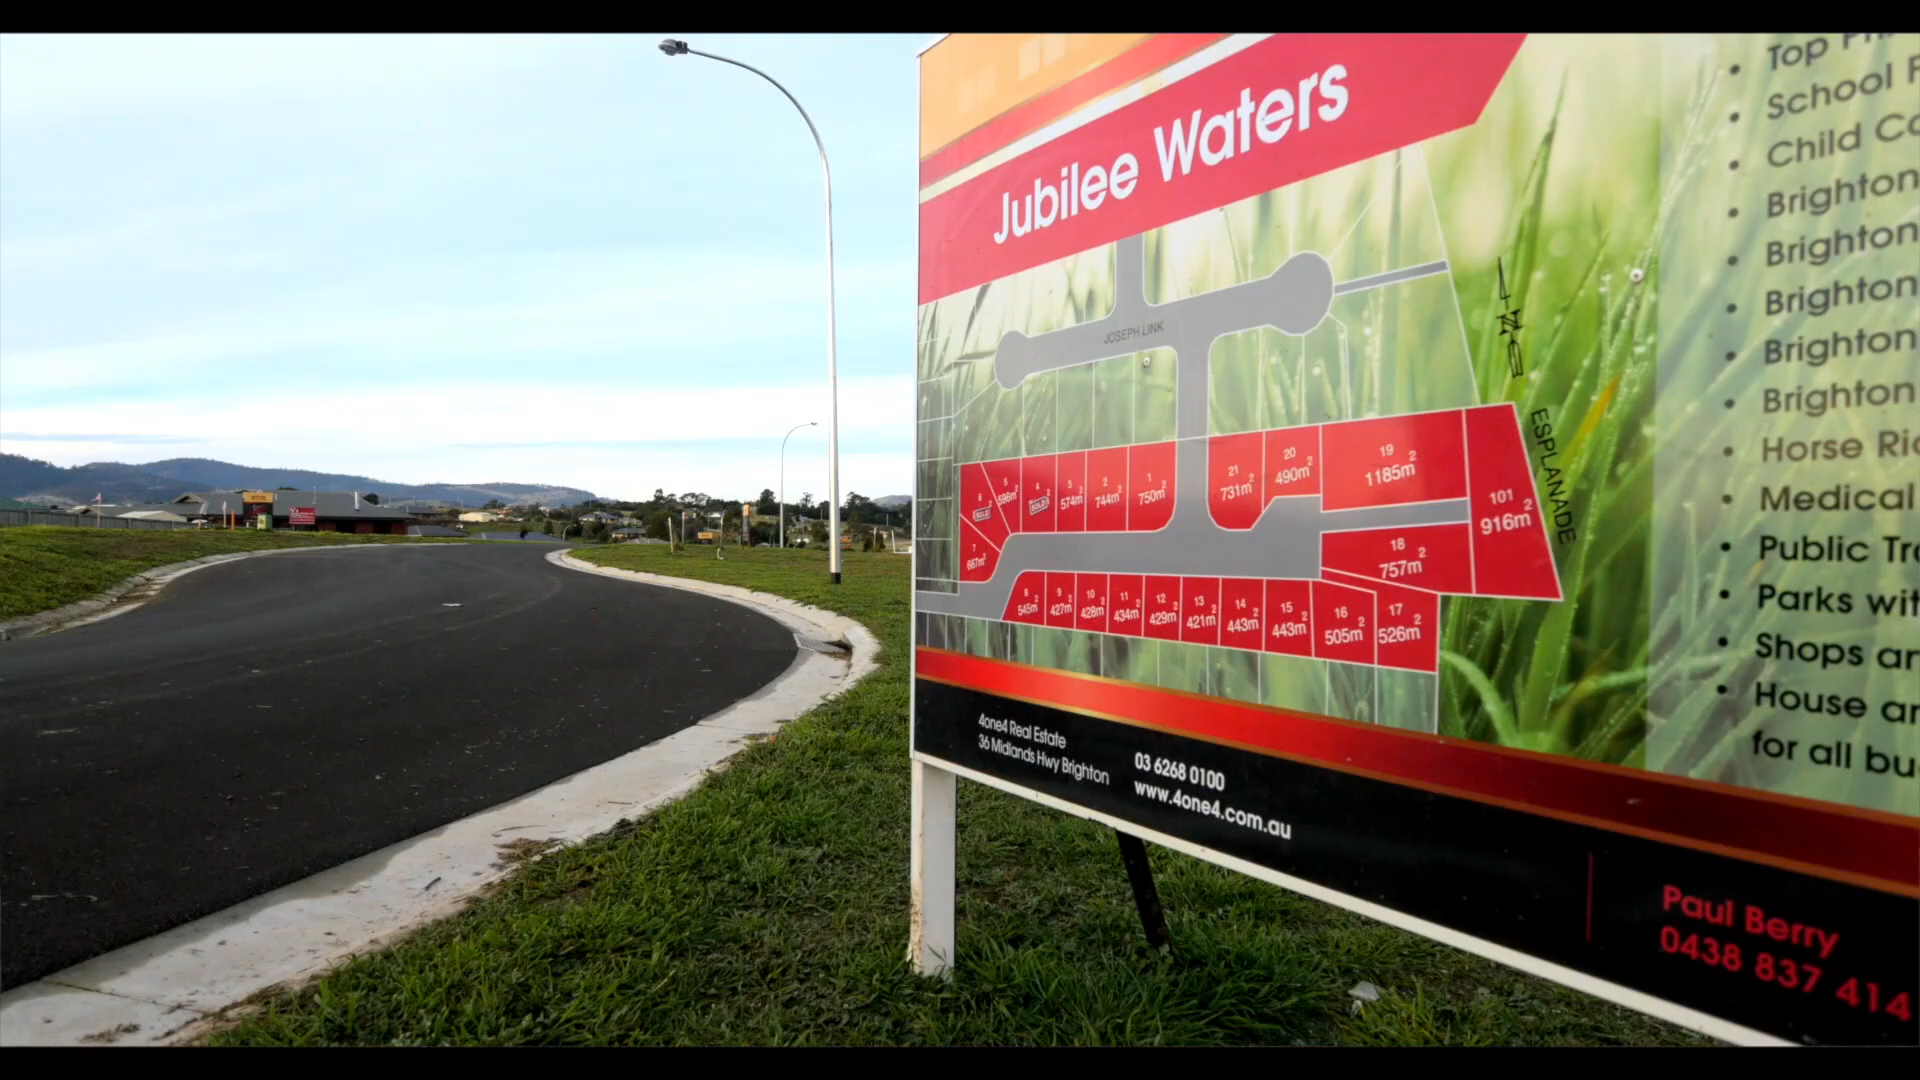 Jubilee Waters
JOSEPH LINK
ESPLANADE
6
SOLD
5
596m²
4
SOLD
3
574m²
2
744m²
1
750m²
21
731m²
20
490m²
19
1185m²
101
916m²
7
667m²
18
757m²
8
545m²
9
427m²
10
428m²
11
434m²
12
429m²
13
421m²
14
443m²
15
443m²
16
505m²
17
526m²
• Top
• School
• Child
• Brighton
• Brighton
• Brighton
• Brighton
• Brighton
• Horse
• Medical
• Public
• Parks
• Shops
• House
for all
4one4 Real Estate
36 Midlands Hwy Brighton
03 6268 0100
www.4one4.com.au
Paul Berry
0438 837 414